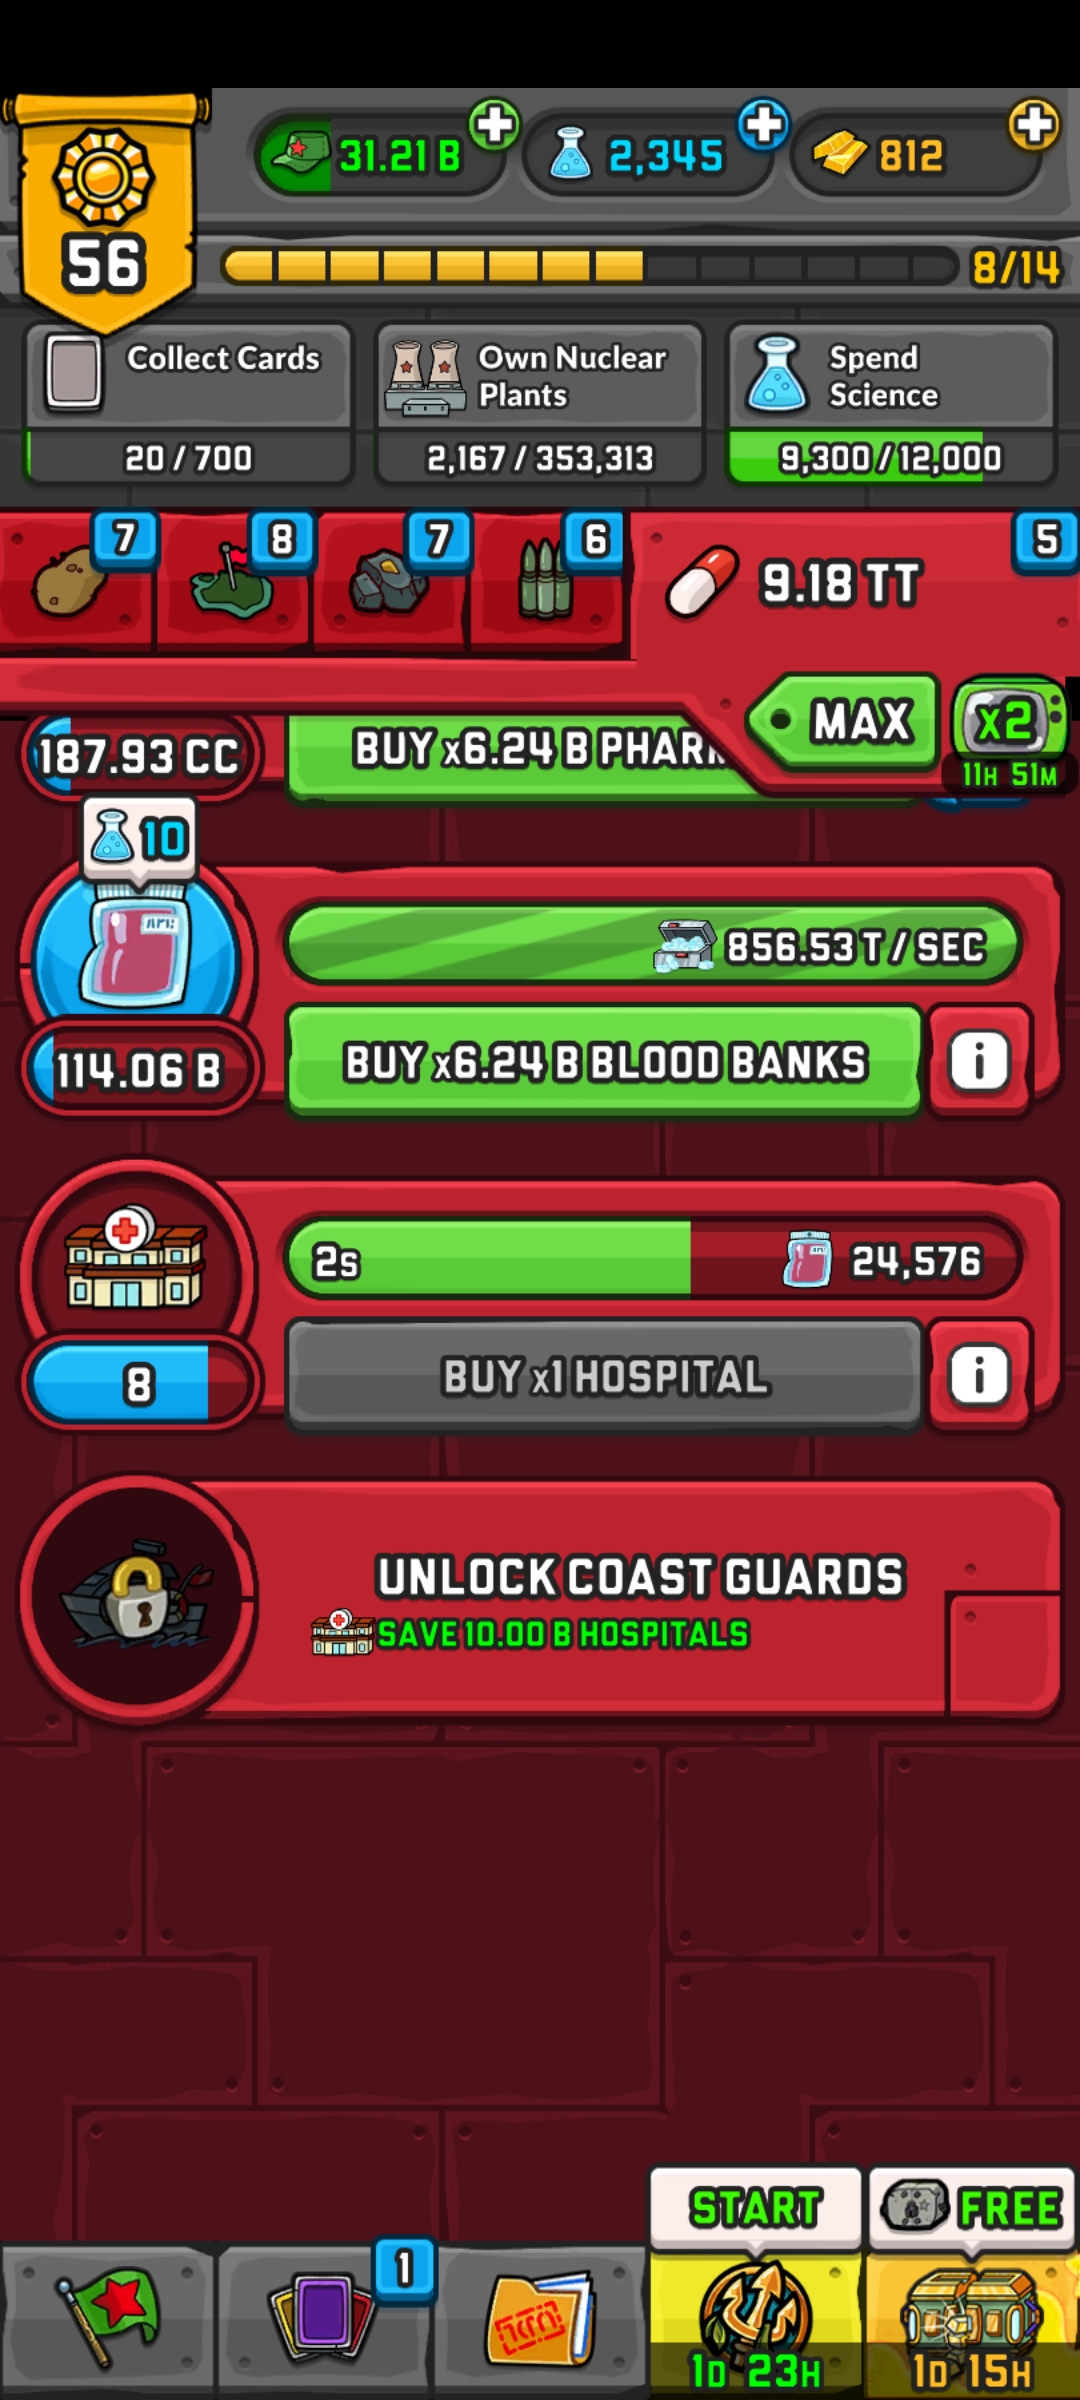 56
31.21 B
2,345
812
8/14
Collect Cards
20 / 700
Own Nuclear
Plants
2,167 / 353,313
Spend
Science
9,300 / 12,000
7
8
7
6
5
9.18 TT
MAX
x2
11H 51M
187.93 CC
BUY x6.24 B
10
856.53 T / SEC
114.06 B
BUY x6.24 B BLOOD BANKS
i
2s
24,576
8
BUY x1 HOSPITAL
i
UNLOCK COAST GUARDS
SAVE 10.00 B HOSPITALS
START
FREE
1
1D 23H
1D 15H